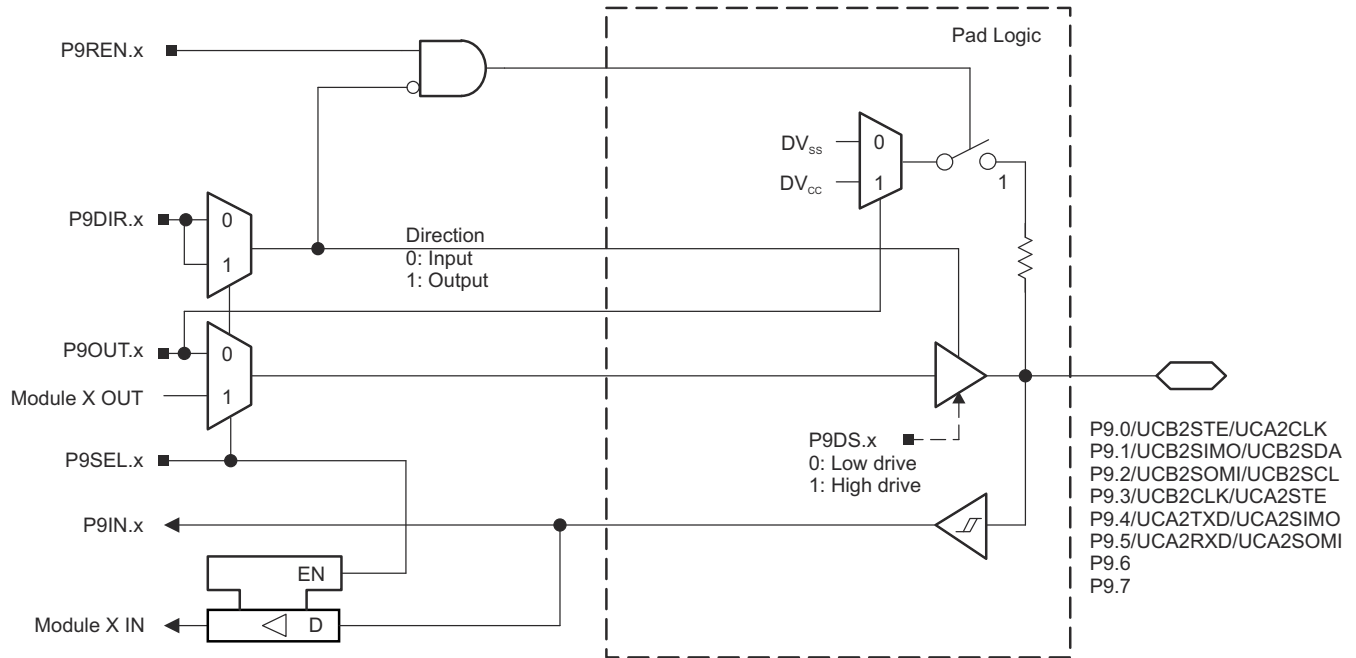 Pad Logic
P9REN.x
DVSS
0
DVCC
1
1
P9DIR.x
0
1
Direction
0: Input
1: Output
P9OUT.x
0
Module X OUT
1
P9SEL.x
P9DS.x
0: Low drive
1: High drive
P9.0/UCB2STE/UCA2CLK
P9.1/UCB2SIMO/UCB2SDA
P9.2/UCB2SOMI/UCB2SCL
P9.3/UCB2CLK/UCA2STE
P9.4/UCA2TXD/UCA2SIMO
P9.5/UCA2RXD/UCA2SOMI
P9.6
P9.7
P9IN.x
EN
Module X IN
D